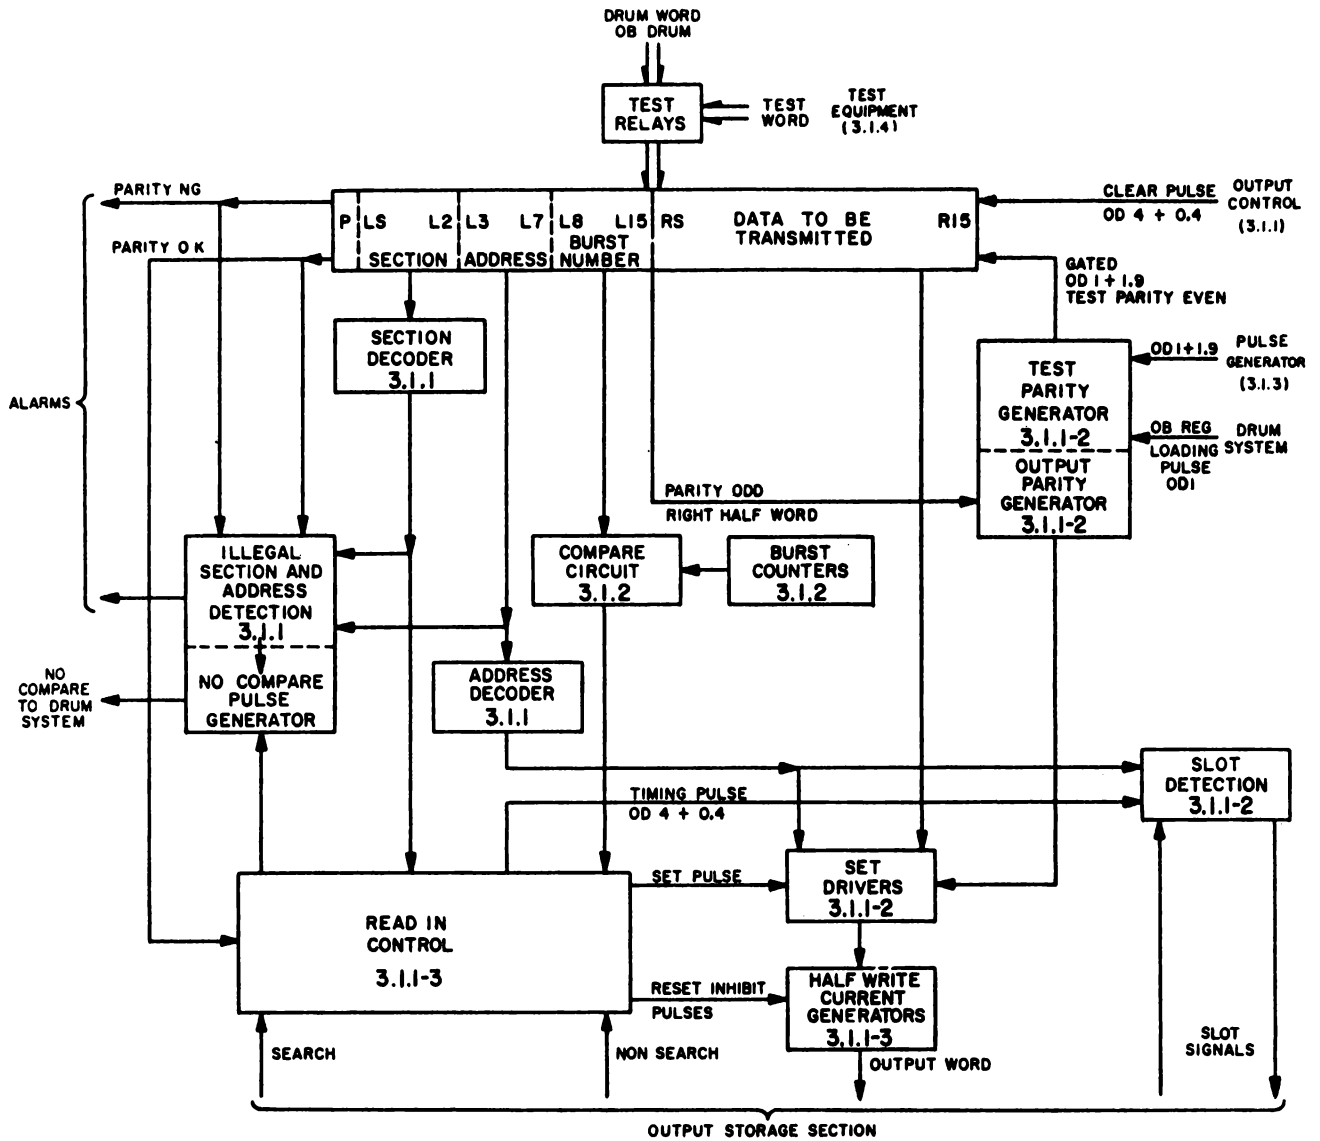 DRUM WORD
OB DRUM
TEST
RELAYS
TEST
WORD
TEST
EQUIPMENT
(3.1.4)
PARITY NG
PARITY OK
P LS L2 L3 L7 L8 L15 RS DATA TO BE R15
TRANSMITTED
SECTION ADDRESS BURST
NUMBER
CLEAR PULSE
OD 4 + 0.4
OUTPUT
CONTROL
(3.1.1)
GATED
OD 1 + 1.9
TEST PARITY EVEN
SECTION
DECODER
3.1.1
ALARMS
TEST
PARITY
GENERATOR
3.1.1-2
OUTPUT
PARITY
GENERATOR
3.1.1-2
OD1+1.9
PULSE
GENERATOR
(3.1.3)
OB REG
LOADING
PULSE
OD1
DRUM
SYSTEM
PARITY ODD
RIGHT HALF WORD
ILLEGAL
SECTION AND
ADDRESS
DETECTION
3.1.1
NO COMPARE
PULSE
GENERATOR
COMPARE
CIRCUIT
3.1.2
BURST
COUNTERS
3.1.2
NO
COMPARE
TO DRUM
SYSTEM
ADDRESS
DECODER
3.1.1
SLOT
DETECTION
3.1.1-2
TIMING PULSE
OD 4 + 0.4
SET PULSE
SET
DRIVERS
3.1.1-2
READ IN
CONTROL
3.1.1-3
RESET INHIBIT
PULSES
HALF WRITE
CURRENT
GENERATORS
3.1.1-3
SEARCH
NON SEARCH
OUTPUT WORD
SLOT
SIGNALS
OUTPUT STORAGE SECTION